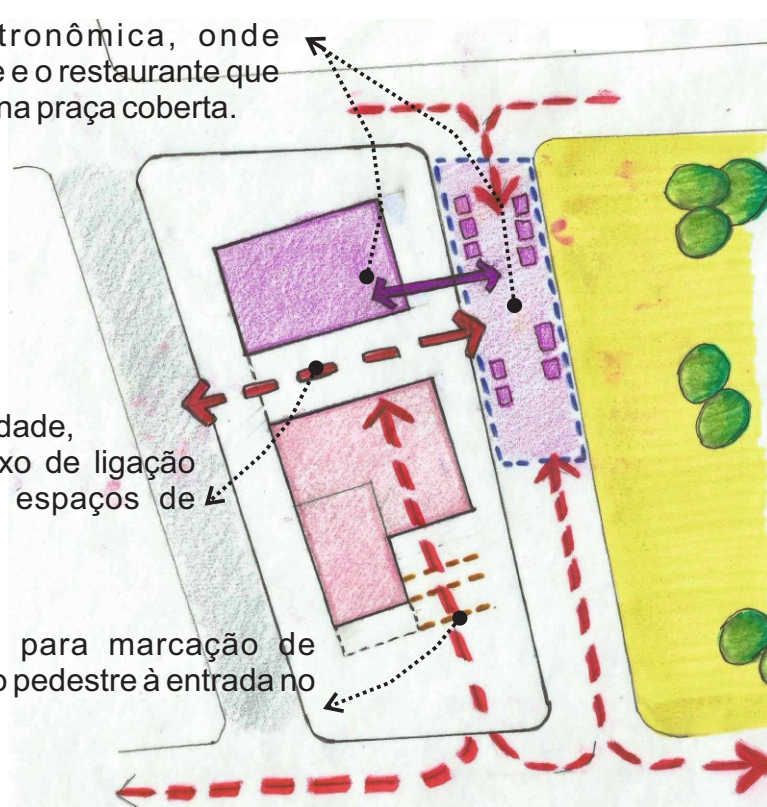 tronômica, onde
e o restaurante que
na praça coberta.
dade,
xo de ligação
espaços de
para marcação de
o pedestre à entrada no